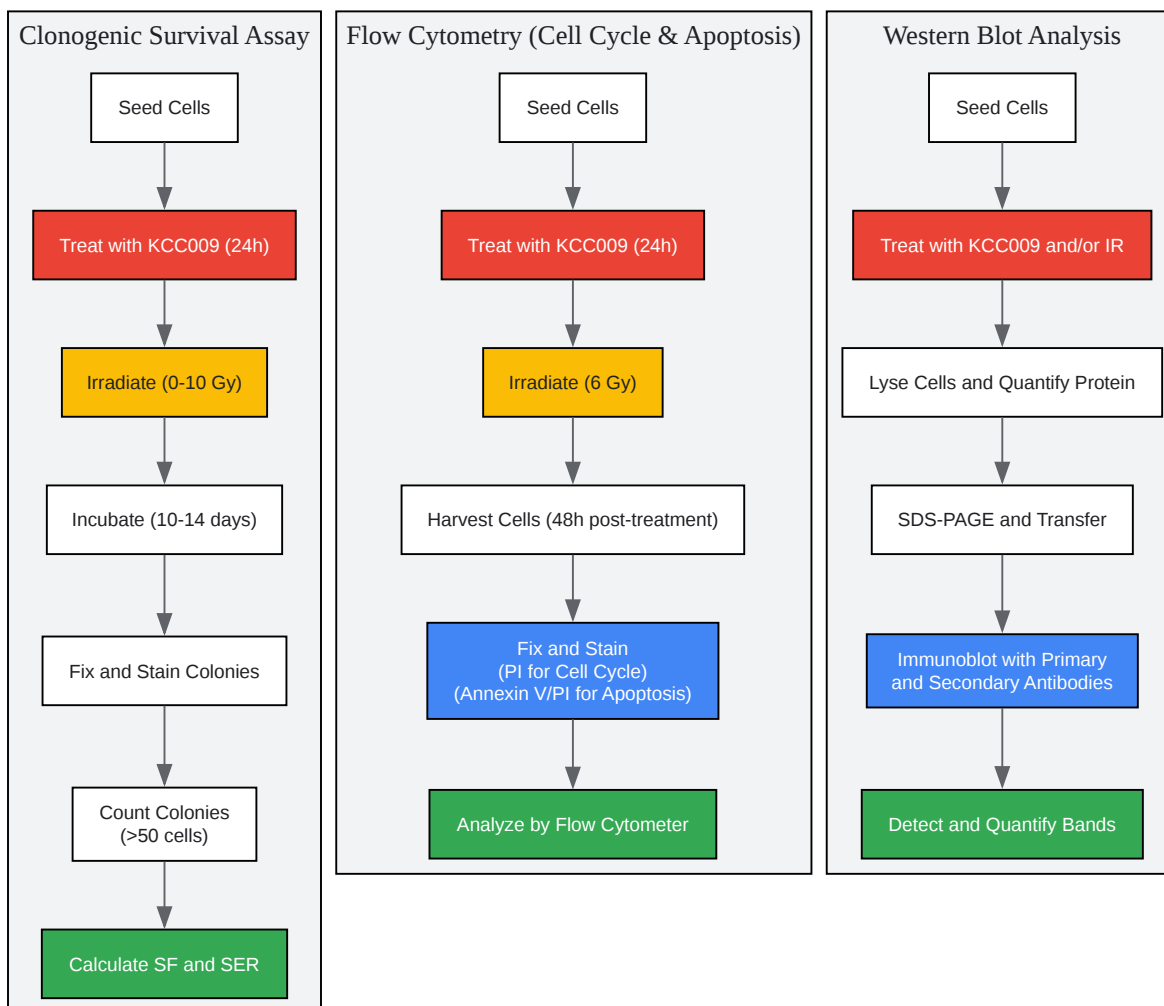 Clonogenic Survival Assay
Seed Cells
Treat with KCC009 (24h)
Irradiate (0-10 Gy)
Incubate (10-14 days)
Fix and Stain Colonies
Count Colonies
(>50 cells)
Calculate SF and SER
Flow Cytometry (Cell Cycle & Apoptosis)
Seed Cells
Treat with KCC009 (24h)
Irradiate (6 Gy)
Harvest Cells (48h post-treatment)
Fix and Stain
(PI for Cell Cycle)
(Annexin V/PI for Apoptosis)
Analyze by Flow Cytometer
Western Blot Analysis
Seed Cells
Treat with KCC009 and/or IR
Lyse Cells and Quantify Protein
SDS-PAGE and Transfer
Immunoblot with Primary
and Secondary Antibodies
Detect and Quantify Bands